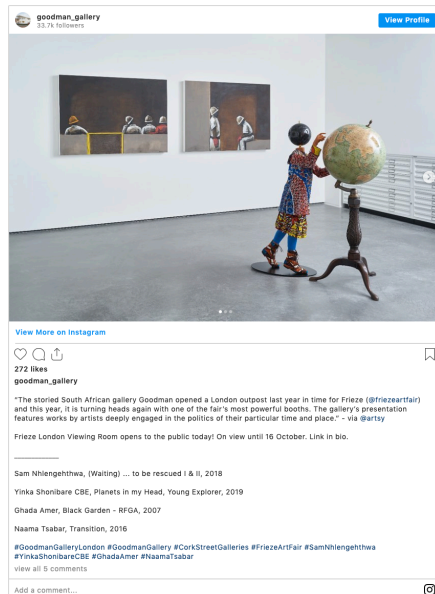 goodman_gallery
33.7k followers
View Profile
View More on Instagram
272 likes
goodman_gallery
"The storied South African gallery Goodman opened a London outpost last year in time for Frieze (@friezeartfair)
and this year, it is turning heads again with one of the fair's most powerful booths. The gallery's presentation
features works by artists deeply engaged in the politics of their particular time and place." - via @artsy
Frieze London Viewing Room opens to the public today! On view until 16 October. Link in bio.
___________
Sam Nhlengehthwa, (Waiting) ... to be rescued I & II, 2018
Yinka Shonibare CBE, Planets in my Head, Young Explorer, 2019
Ghada Amer, Black Garden - RFGA, 2007
Naama Tsabar, Transition, 2016
#GoodmanGalleryLondon #GoodmanGallery #CorkStreetGalleries #FriezeArtFair #SamNhlengehthwa
#YinkaShonibareCBE #GhadaAmer #NaamaTsabar
view all 5 comments
Add a comment...